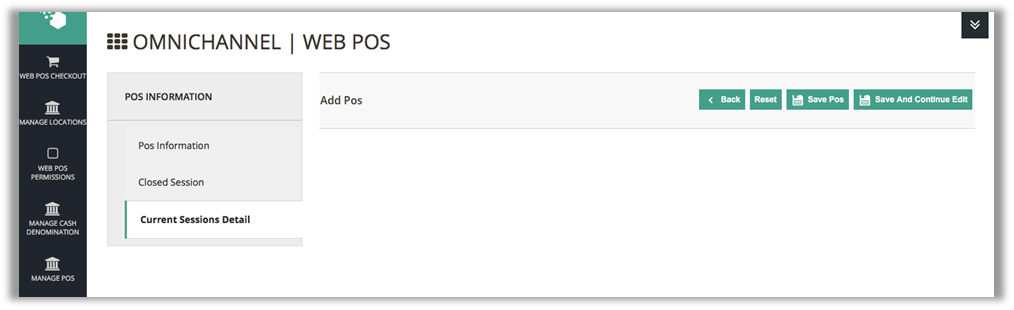 OMNICHANNEL | WEB POS
WEB POS CHECKOUT
MANAGE LOCATIONS
WEB POS
PERMISSIONS
MANAGE CASH
DENOMINATION
MANAGE POS
POS INFORMATION
Pos Information
Closed Session
Current Sessions Detail
Add Pos
Back
Reset
Save Pos
Save And Continue Edit